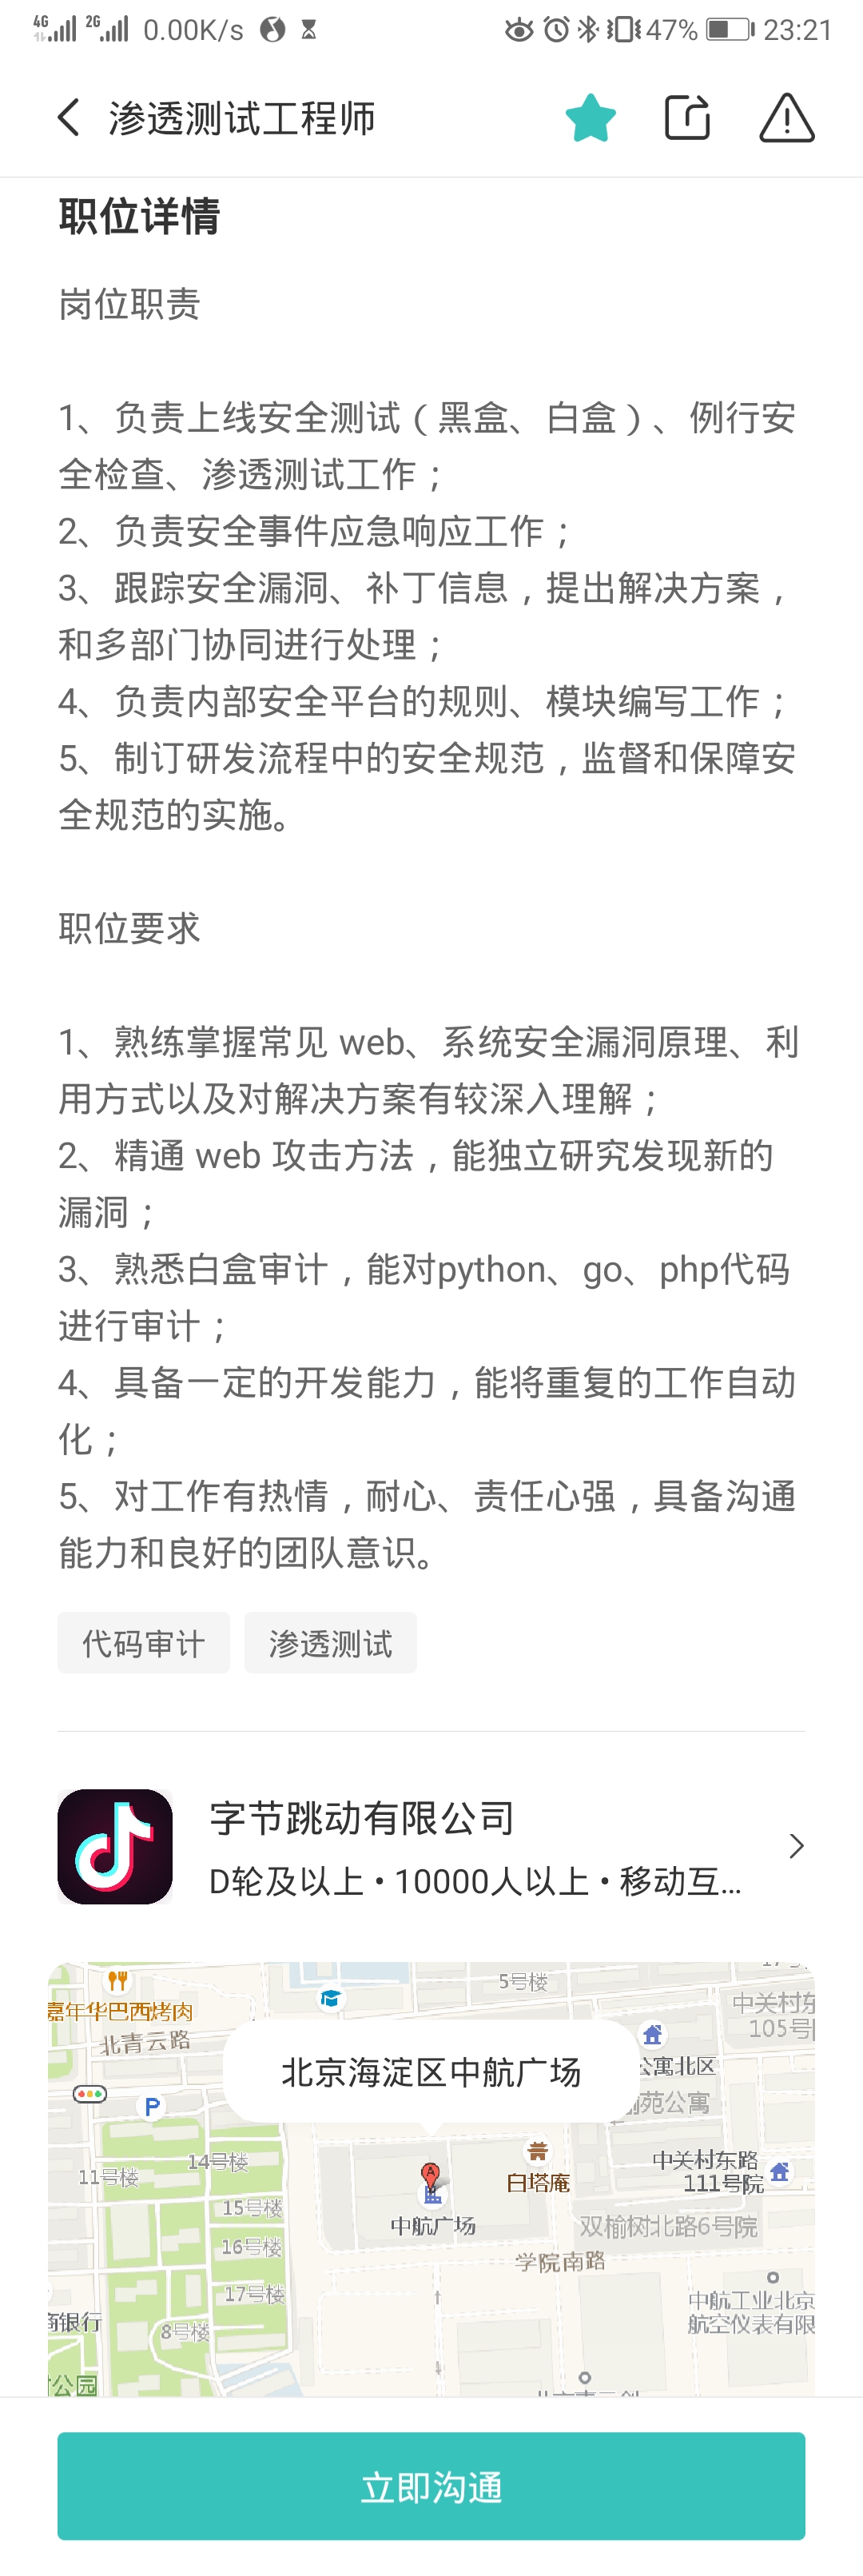 4G 2G 0.00K/s 47% 23:21
渗透测试工程师
职位详情
岗位职责
1、负责上线安全测试（黑盒、白盒）、例行安
全检查、渗透测试工作；
2、负责安全事件应急响应工作；
3、跟踪安全漏洞、补丁信息，提出解决方案，
和多部门协同进行处理；
4、负责内部安全平台的规则、模块编写工作；
5、制订研发流程中的安全规范，监督和保障安
全规范的实施。
职位要求
1、熟练掌握常见 web、系统安全漏洞原理、利
用方式以及对解决方案有较深入理解；
2、精通 web 攻击方法，能独立研究发现新的
漏洞；
3、熟悉白盒审计，能对python、go、php代码
进行审计；
4、具备一定的开发能力，能将重复的工作自动
化；
5、对工作有热情，耐心、责任心强，具备沟通
能力和良好的团队意识。
代码审计 渗透测试
字节跳动有限公司
D轮及以上•10000人以上•移动互...
5号楼
嘉年华巴西烤肉
中关村东
105号
北青云路
北京海淀区中航广场
公寓北区
榆苑公寓
P
14号楼
11号楼
A
白塔庵
中关村东路
111号院
15号楼
中航广场
双榆树北路6号院
16号楼
学院南路
17号楼
中航工业北京
航空仪表有限
商银行
8号楼
公园
立即沟通